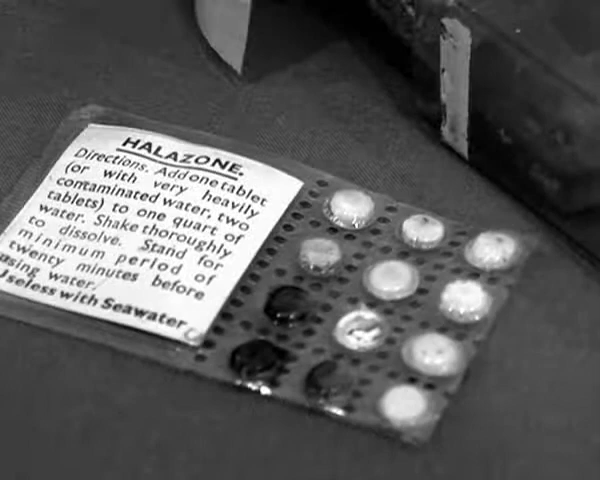 HALAZONE.
Directions. Add one tablet
(or with very heavily
contaminated water, two
tablets) to one quart of
water. Shake thoroughly
to dissolve. Stand for
minimum period of
twenty minutes before
using water.
Useless with Seawater